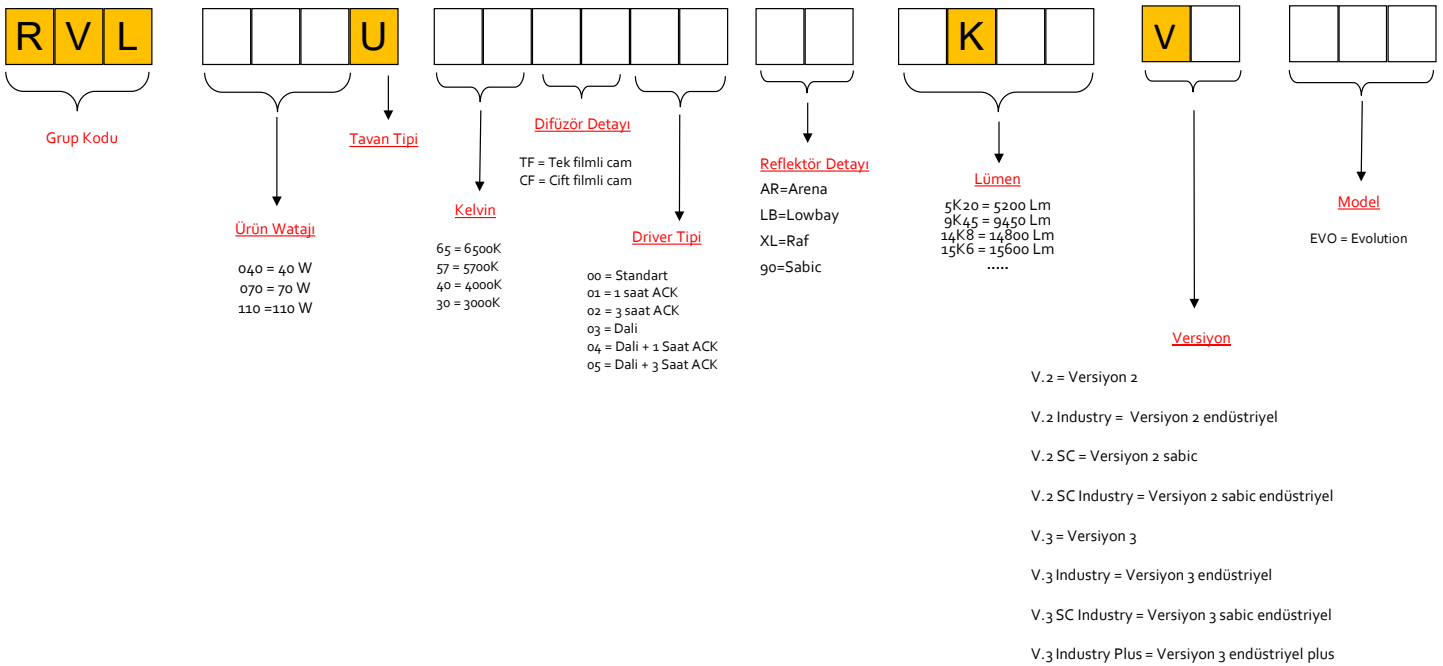 R V L U K V
Grup Kodu
Ürün Watajı
040 = 40 W
070 = 70 W
110 =110 W
Tavan Tipi
Kelvin
65 = 6500K
57 = 5700K
40 = 4000K
30 = 3000K
Difüzör Detayı
TF = Tek filmli cam
CF = Cift filmli cam
Driver Tipi
00 = Standart
01 = 1 saat ACK
02 = 3 saat ACK
03 = Dali
04 = Dali + 1 Saat ACK
05 = Dali + 3 Saat ACK
Reflektör Detayı
AR=Arena
LB=Lowbay
XL=Raf
90=Sabic
Lümen
5K20 = 5200 Lm
9K45 = 9450 Lm
14K8 = 14800 Lm
15K6 = 15600 Lm
.....
Versiyon
V.2 = Versiyon 2
V.2 Industry = Versiyon 2 endüstriyel
V.2 SC = Versiyon 2 sabic
V.2 SC Industry = Versiyon 2 sabic endüstriyel
V.3 = Versiyon 3
V.3 Industry = Versiyon 3 endüstriyel
V.3 SC Industry = Versiyon 3 sabic endüstriyel
V.3 Industry Plus = Versiyon 3 endüstriyel plus
Model
EVO = Evolution